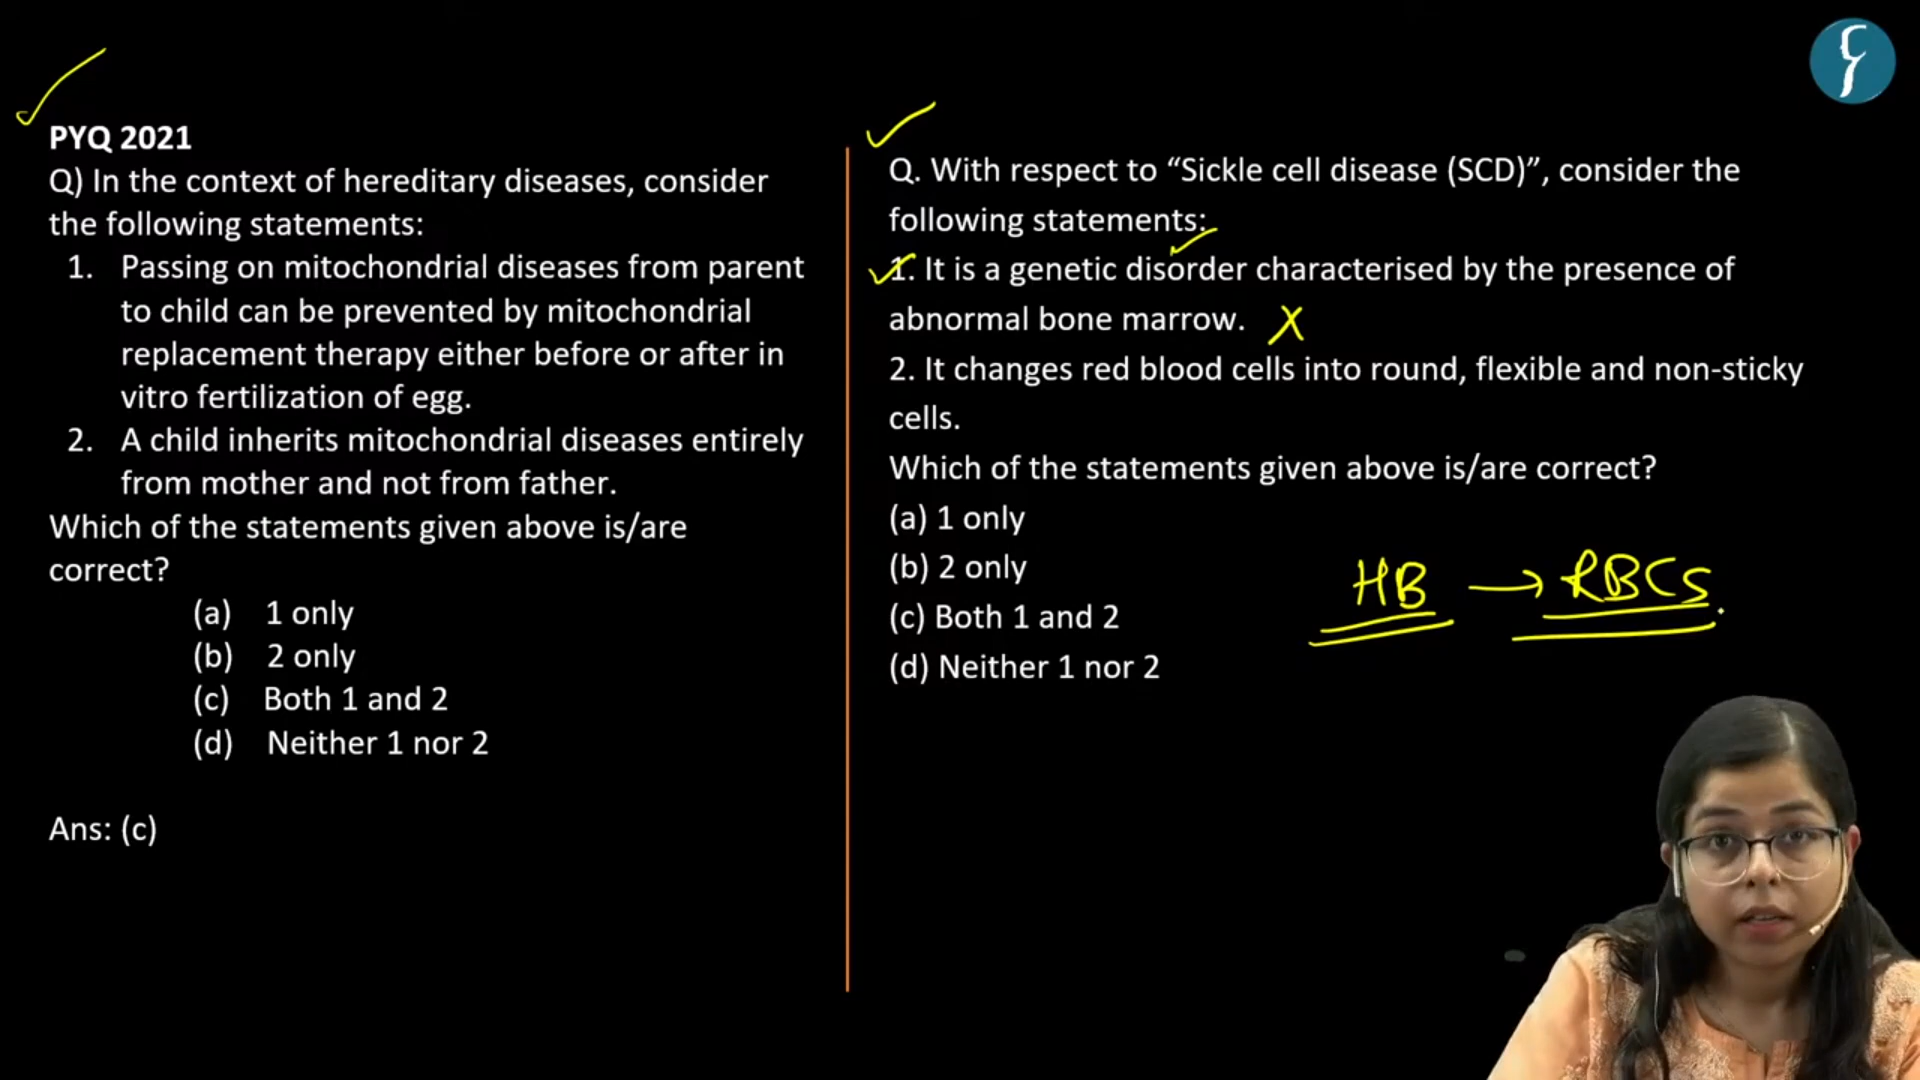 PYQ 2021
Q) In the context of hereditary diseases, consider
the following statements:
1. Passing on mitochondrial diseases from parent
to child can be prevented by mitochondrial
replacement therapy either before or after in
vitro fertilization of egg.
2. A child inherits mitochondrial diseases entirely
from mother and not from father.
Which of the statements given above is/are
correct?
(a) 1 only
(b) 2 only
(c) Both 1 and 2
(d) Neither 1 nor 2
Ans: (c)
Q. With respect to “Sickle cell disease (SCD)”, consider the
following statements:
1. It is a genetic disorder characterised by the presence of
abnormal bone marrow. X
2. It changes red blood cells into round, flexible and non-sticky
cells.
Which of the statements given above is/are correct?
(a) 1 only
(b) 2 only
(c) Both 1 and 2
(d) Neither 1 nor 2
HB → RBCs